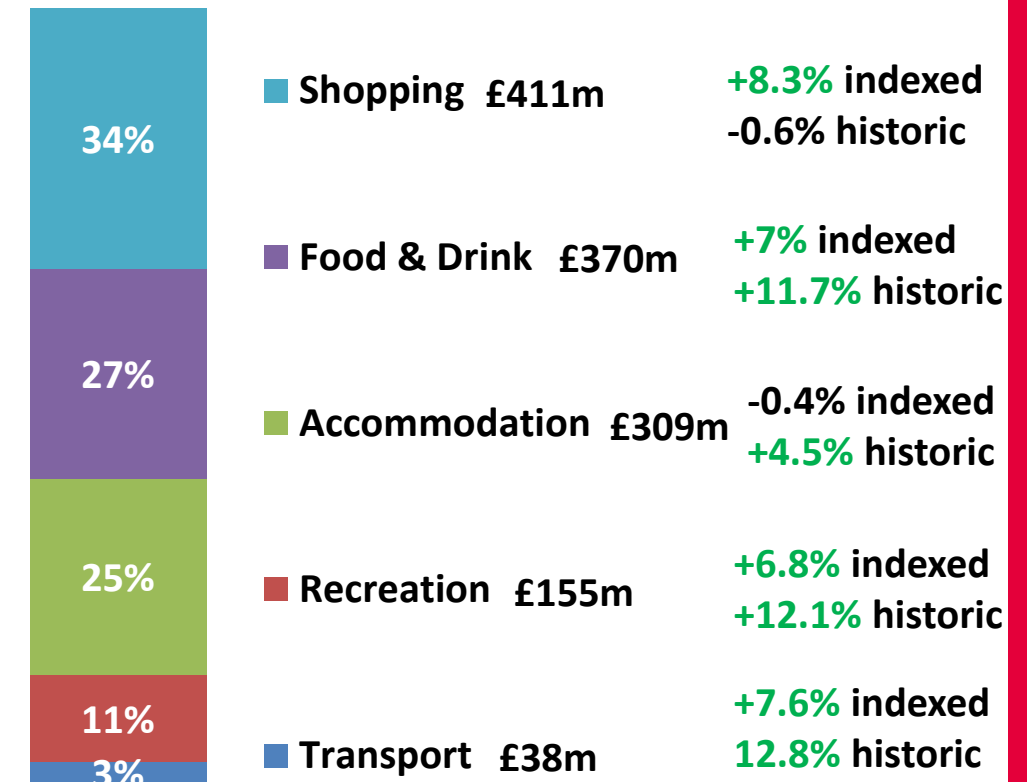 34%
Shopping £411m
+8.3% indexed
-0.6% historic
27%
Food & Drink £370m
+7% indexed
+11.7% historic
25%
Accommodation £309m
-0.4% indexed
+4.5% historic
11%
Recreation £155m
+6.8% indexed
+12.1% historic
3%
Transport £38m
+7.6% indexed
12.8% historic